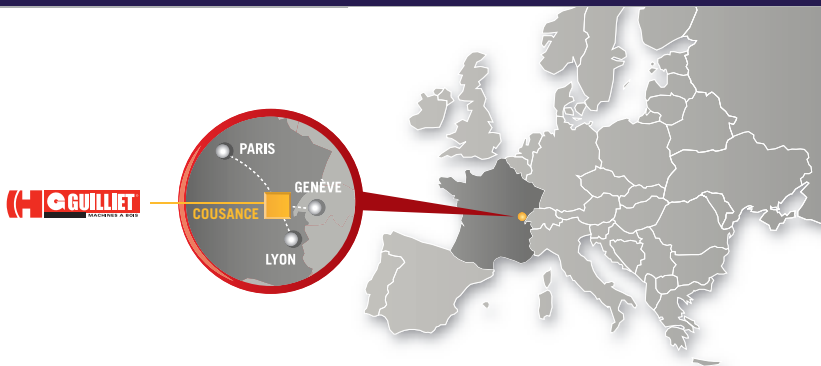 PARIS
GENÈVE
GUILLIET
MACHINES A BOIS
COUSANCE
LYON